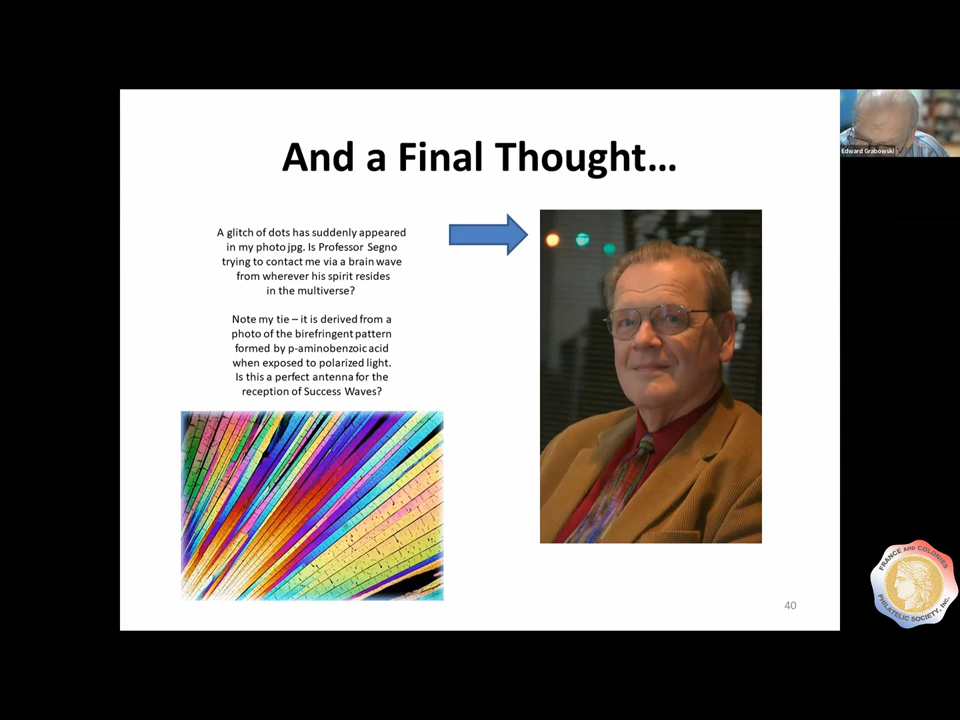 And a Final Thought…
A glitch of dots has suddenly appeared
in my photo jpg. Is Professor Segno
trying to contact me via a brain wave
from wherever his spirit resides
in the multiverse?
Note my tie – it is derived from a
photo of the birefringent pattern
formed by p-aminobenzoic acid
when exposed to polarized light.
Is this a perfect antenna for the
reception of Success Waves?
40
Edward Grabowski
FRANCE AND COLONIES
PHILATELIC SOCIETY, INC.